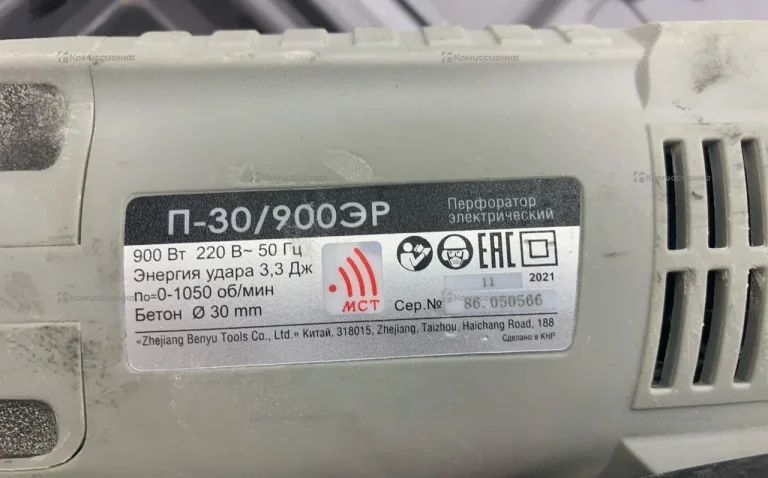 П-30/900ЭР
Перфоратор
электрический
900 Вт 220 В~ 50 Гц
Энергия удара 3,3 Дж
n₀=0-1050 об/мин
Бетон Ø 30 mm
МСТ
EAC
11 2021
Сер.№ 86. 050566
«Zhejiang Benyu Tools Co., Ltd.» Китай, 318015, Zhejiang, Taizhou, Haichang Road, 188
Сделано в КНР
Комиссионка